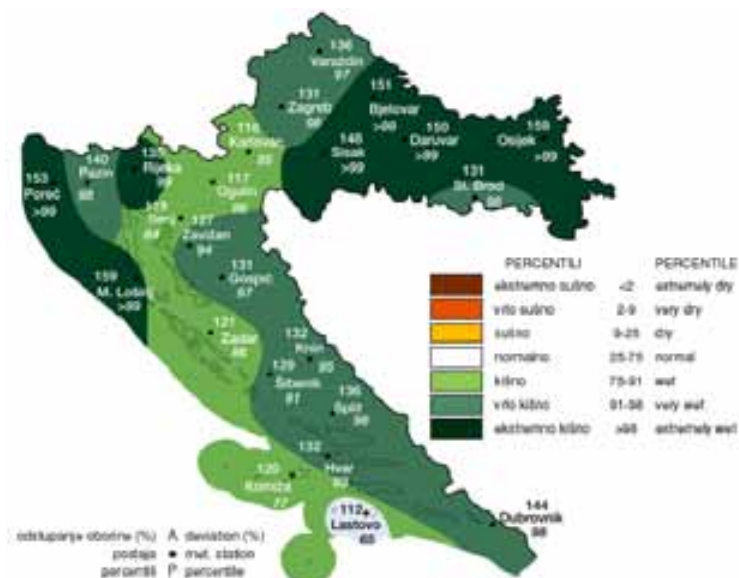 136
Varaždin
97
131
Zagreb
98
151
Bjelovar
>99
116
Karlovac
150
Daruvar
>99
159
Osijek
>99
148
Sisak
>99
131
Sl. Brod
98
140
Pazin
Rijeka
153
Poreč
>99
117
Ogulin
Senj
84
Zavižan
94
131
Gospić
97
159
M. Lošinj
>99
121
Zadar
132
Knin
129
Šibenik
91
136
Split
98
132
Hvar
120
Komiža
77
112
Lastovo
65
144
Dubrovnik
98
PERCENTILI PERCENTILE
ekstremno sušno <2 extremely dry
vrlo sušno 2-9 very dry
sušno 9-25 dry
normalno 25-75 normal
kišno 75-91 wet
vrlo kišno 91-98 very wet
ekstremno kišno >98 extremely wet
odstupanje oborine (%) A deviation (%)
postaja • met. station
percentili P percentile